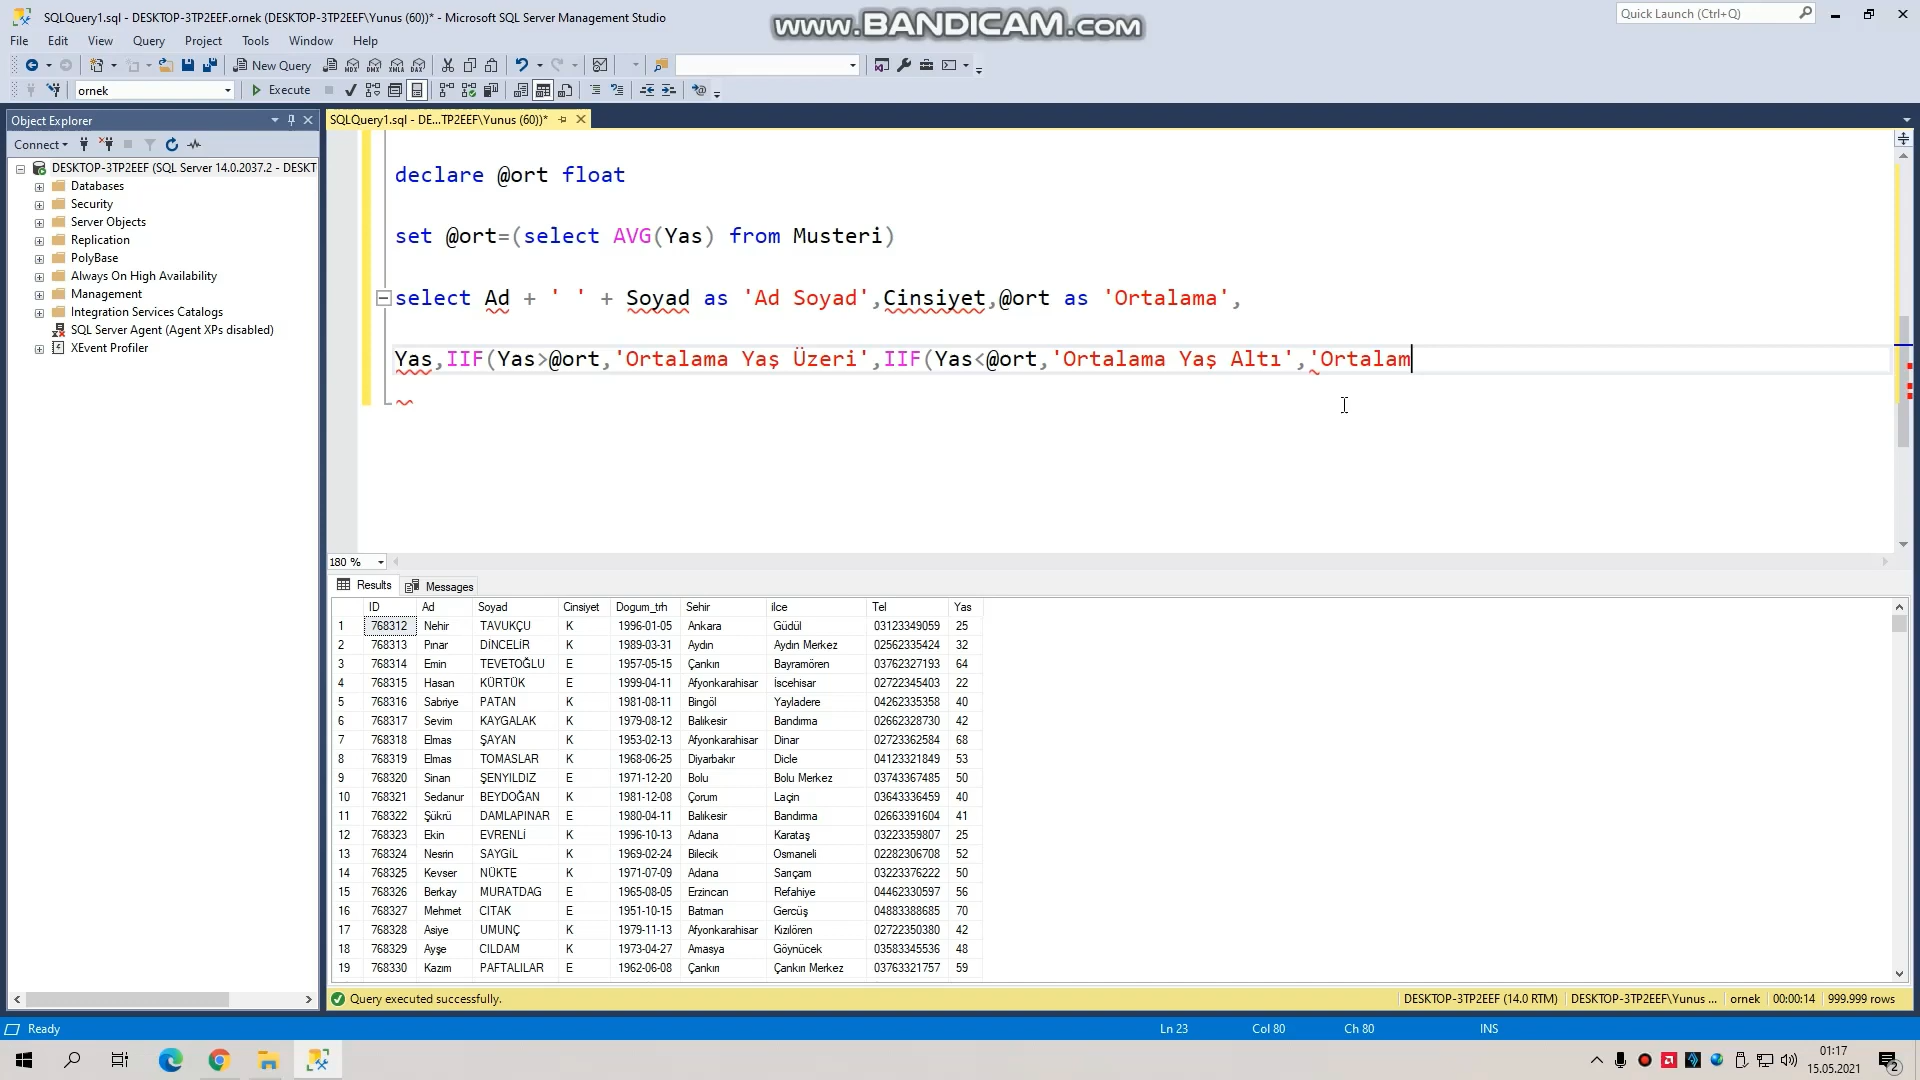 SQLQuery1.sql - DESKTOP-3TP2EEF.ornek (DESKTOP-3TP2EEF\Yunus (60))* - Microsoft SQL Server Management Studio
www.BANDICAM.com
Quick Launch (Ctrl+Q)
File Edit View Query Project Tools Window Help
New Query
MDX DMX XMLA DAX
ornek
Execute
Object Explorer
SQLQuery1.sql - DE...TP2EEF\Yunus (60))*
Connect
DESKTOP-3TP2EEF (SQL Server 14.0.2037.2 - DESKT
Databases
Security
Server Objects
Replication
PolyBase
Always On High Availability
Management
Integration Services Catalogs
SQL Server Agent (Agent XPs disabled)
XEvent Profiler
declare @ort float
set @ort=(select AVG(Yas) from Musteri)
select Ad + ' ' + Soyad as 'Ad Soyad',Cinsiyet,@ort as 'Ortalama',
Yas,IIF(Yas>@ort,'Ortalama Yaş Üzeri',IIF(Yas<@ort,'Ortalama Yaş Altı','Ortalam
180 %
Results Messages
ID Ad Soyad Cinsiyet Dogum_trh Sehir ilce Tel Yas
1 768312 Nehir TAVUKÇU K 1996-01-05 Ankara Güdül 03123349059 25
2 768313 Pınar DİNCELİR K 1989-03-31 Aydın Aydın Merkez 02562335424 32
3 768314 Emin TEVETOĞLU E 1957-05-15 Çankırı Bayramören 03762327193 64
4 768315 Hasan KÜRTÜK E 1999-04-11 Afyonkarahisar İscehisar 02722345403 22
5 768316 Sabriye PATAN K 1981-08-11 Bingöl Yayladere 04262335358 40
6 768317 Sevim KAYGALAK K 1979-08-12 Balıkesir Bandırma 02662328730 42
7 768318 Elmas ŞAYAN K 1953-02-13 Afyonkarahisar Dinar 02723362584 68
8 768319 Elmas TOMASLAR K 1968-06-25 Diyarbakır Dicle 04123321849 53
9 768320 Sinan ŞENYILDIZ E 1971-12-20 Bolu Bolu Merkez 03743367485 50
10 768321 Sedanur BEYDOĞAN K 1981-12-08 Çorum Laçin 03643336459 40
11 768322 Şükrü DAMLAPINAR E 1980-04-11 Balıkesir Bandırma 02663391604 41
12 768323 Ekin EVRENLİ K 1996-10-13 Adana Karataş 03223359807 25
13 768324 Nesrin SAYGİL K 1969-02-24 Bilecik Osmaneli 02282306708 52
14 768325 Kevser NÜKTE K 1971-07-09 Adana Sarıçam 03223376222 50
15 768326 Berkay MURATDAG E 1965-08-05 Erzincan Refahiye 04462330597 56
16 768327 Mehmet CITAK E 1951-10-15 Batman Gercüş 04883388685 70
17 768328 Asiye UMUNÇ K 1979-11-13 Afyonkarahisar Kızılören 02722350380 42
18 768329 Ayşe CILDAM K 1973-04-27 Amasya Göynücek 03583345536 48
19 768330 Kazım PAFTALILAR E 1962-06-08 Çankırı Çankırı Merkez 03763321757 59
Query executed successfully. DESKTOP-3TP2EEF (14.0 RTM) DESKTOP-3TP2EEF\Yunus ... ornek 00:00:14 999.999 rows
Ready Ln 23 Col 80 Ch 80 INS
01:17
15.05.2021
2